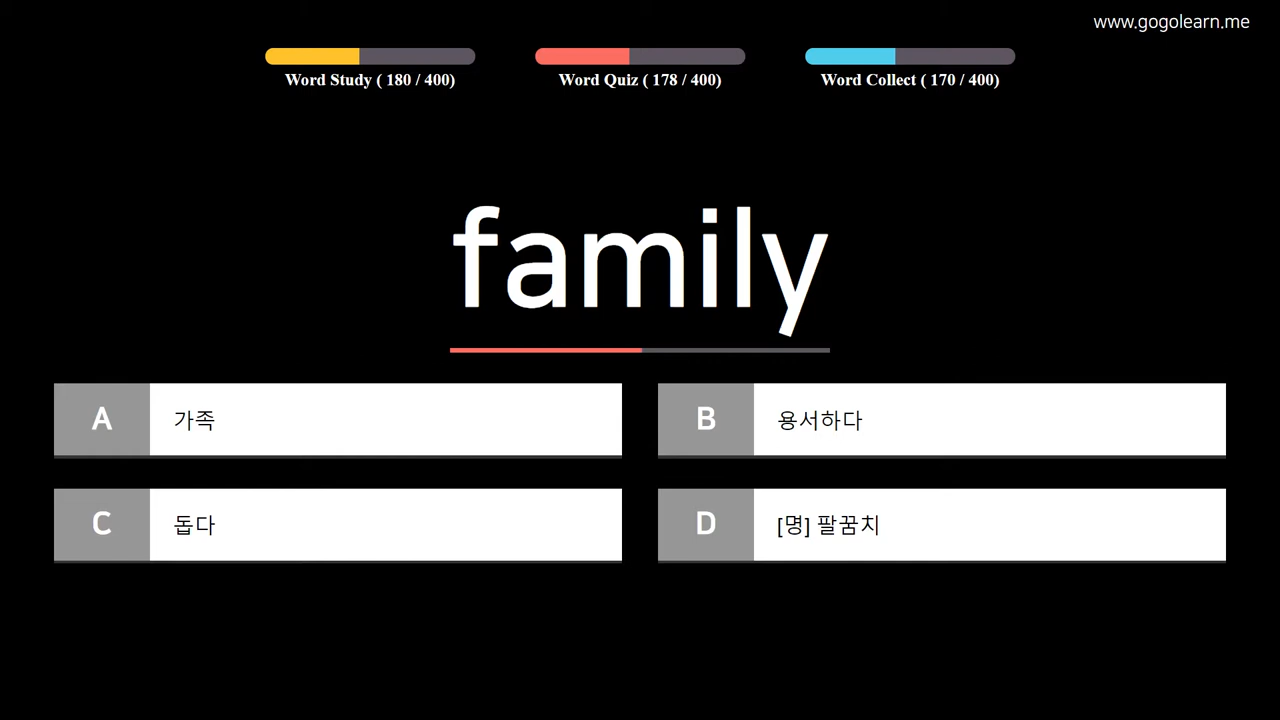 www.gogolearn.me
Word Study ( 180 / 400)
Word Quiz ( 178 / 400)
Word Collect ( 170 / 400)
family
A 가족
B 용서하다
C 돕다
D [명] 팔꿈치